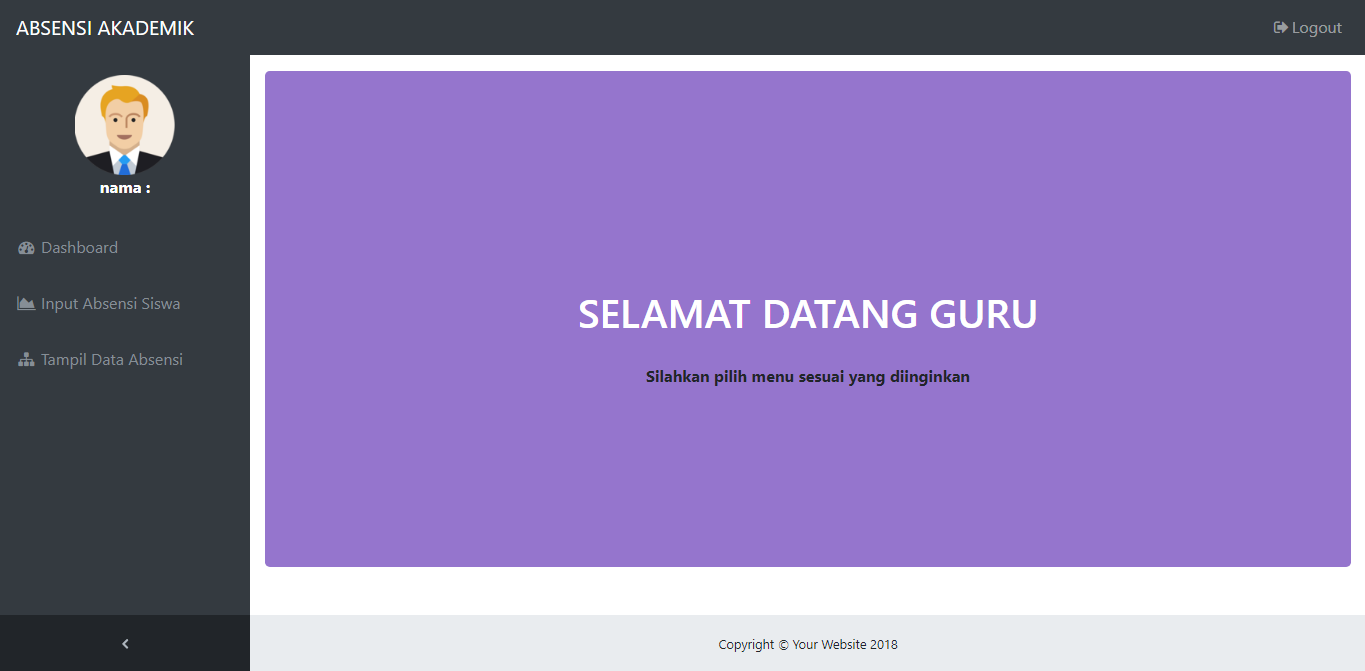 ABSENSI AKADEMIK
Logout
nama :
Dashboard
Input Absensi Siswa
Tampil Data Absensi
SELAMAT DATANG GURU
Silahkan pilih menu sesuai yang diinginkan
Copyright © Your Website 2018